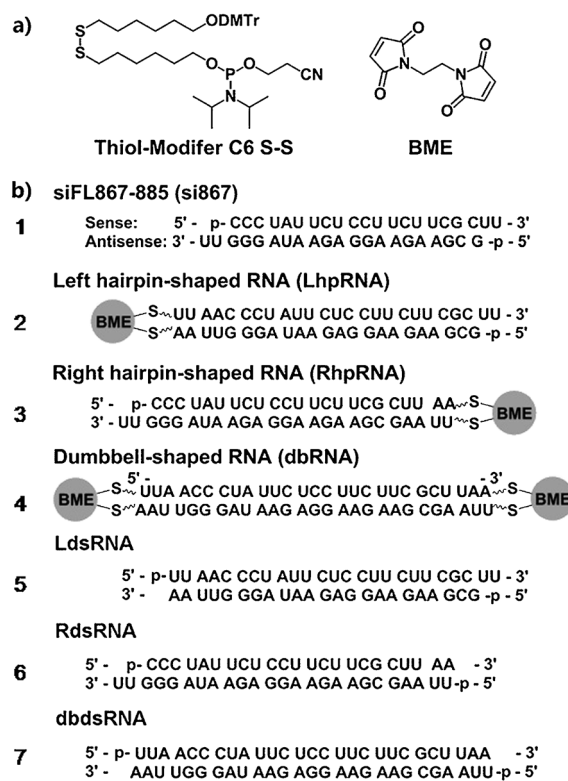 a)
ODMTr
S
S
O P O CN
N
O O
N N
O O
Thiol-Modifer C6 S-S BME
b) siFL867-885 (si867)
1 Sense: 5' - p- CCC UAU UCU CCU UCU UCG CUU - 3'
Antisense: 3' - UU GGG AUA AGA GGA AGA AGC G -p - 5'
Left hairpin-shaped RNA (LhpRNA)
2 BME S UU AAC CCU AUU CUC CUU CUU CGC UU - 3'
S AA UUG GGA UAA GAG GAA GAA GCG -p - 5'
Right hairpin-shaped RNA (RhpRNA)
3 5' - p- CCC UAU UCU CCU UCU UCG CUU AA S BME
3' - UU GGG AUA AGA GGA AGA AGC GAA UU S
Dumbbell-shaped RNA (dbRNA)
5' - - 3'
4 BME S UUA ACC CUA UUC UCC UUC UUC GCU UAA S BME
S AAU UGG GAU AAG AGG AAG AAG CGA AUU S
LdsRNA
5 5' - p- UU AAC CCU AUU CUC CUU CUU CGC UU - 3'
3' - AA UUG GGA UAA GAG GAA GAA GCG -p - 5'
RdsRNA
6 5' - p- CCC UAU UCU CCU UCU UCG CUU AA - 3'
3' - UU GGG AUA AGA GGA AGA AGC GAA UU -p - 5'
dbdsRNA
7 5' - p- UUA ACC CUA UUC UCC UUC UUC GCU UAA - 3'
3' - AAU UGG GAU AAG AGG AAG AAG CGA AUU -p - 5'